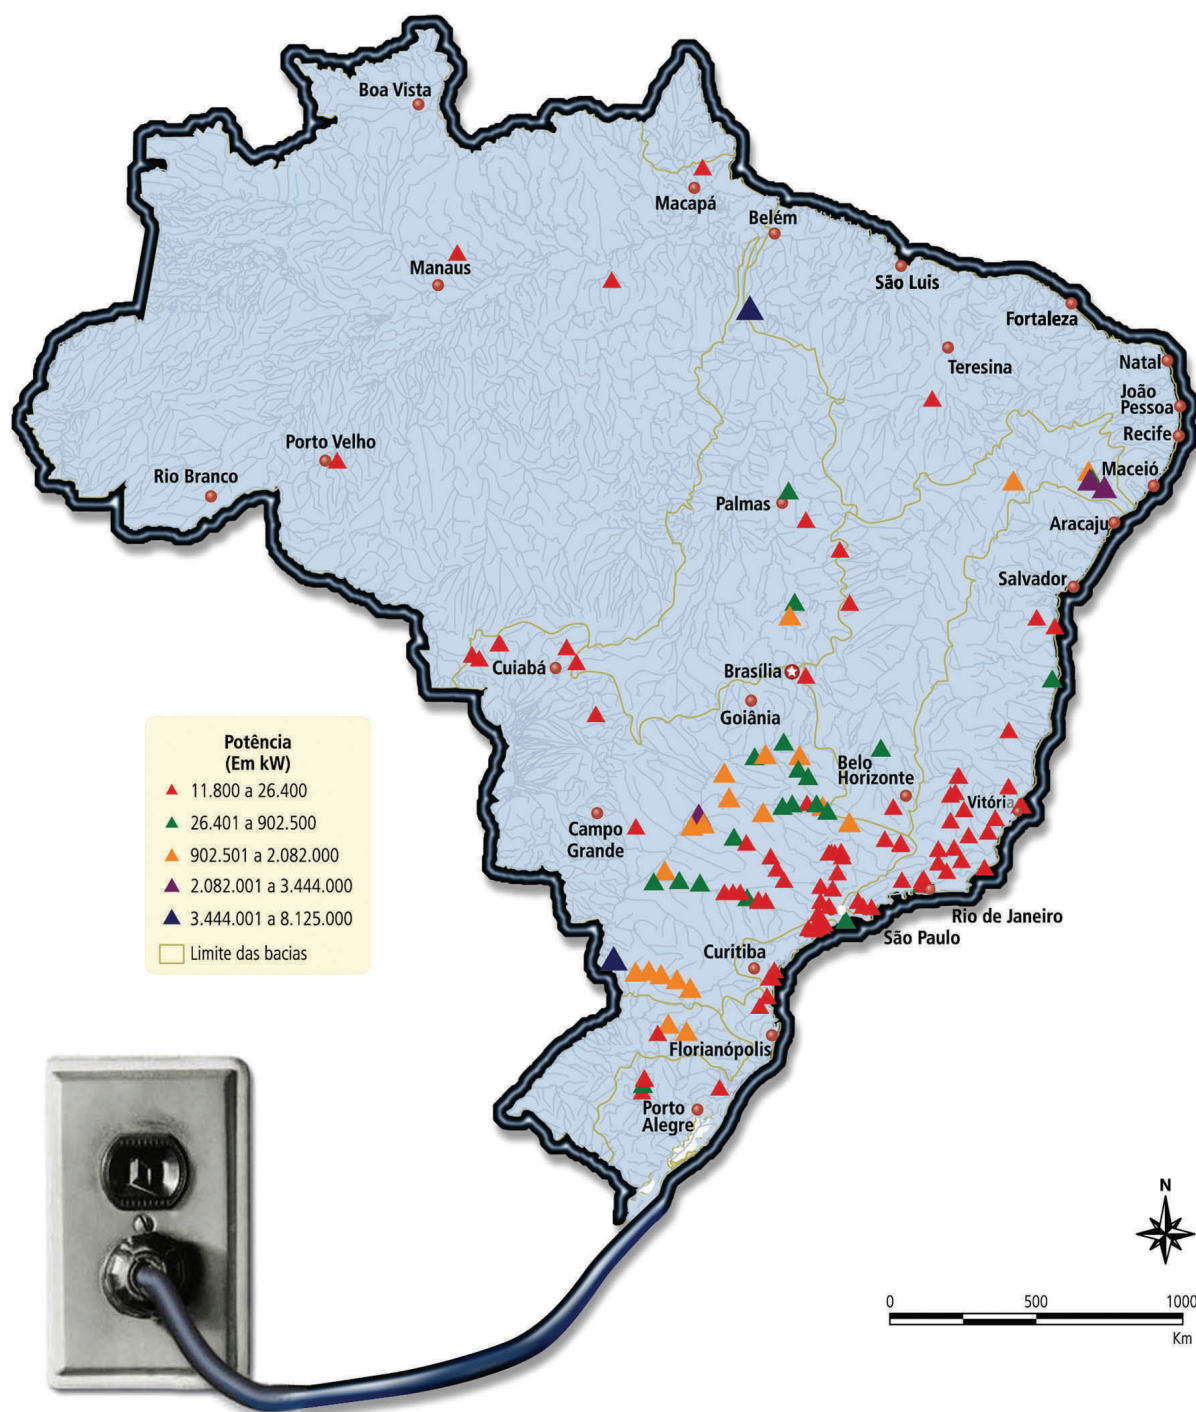 Boa Vista
Macapá
Belém
Manaus
São Luis
Fortaleza
Teresina
Natal
João
Pessoa
Recife
Porto Velho
Maceió
Rio Branco
Palmas
Aracaju
Salvador
Brasília
Cuiabá
Goiânia
Potência
(Em kW)
11.800 a 26.400
26.401 a 902.500
902.501 a 2.082.000
2.082.001 a 3.444.000
3.444.001 a 8.125.000
Limite das bacias
Belo
Horizonte
Vitória
Campo
Grande
Rio de Janeiro
São Paulo
Curitiba
Florianópolis
Porto
Alegre
N
0 500 1000
Km